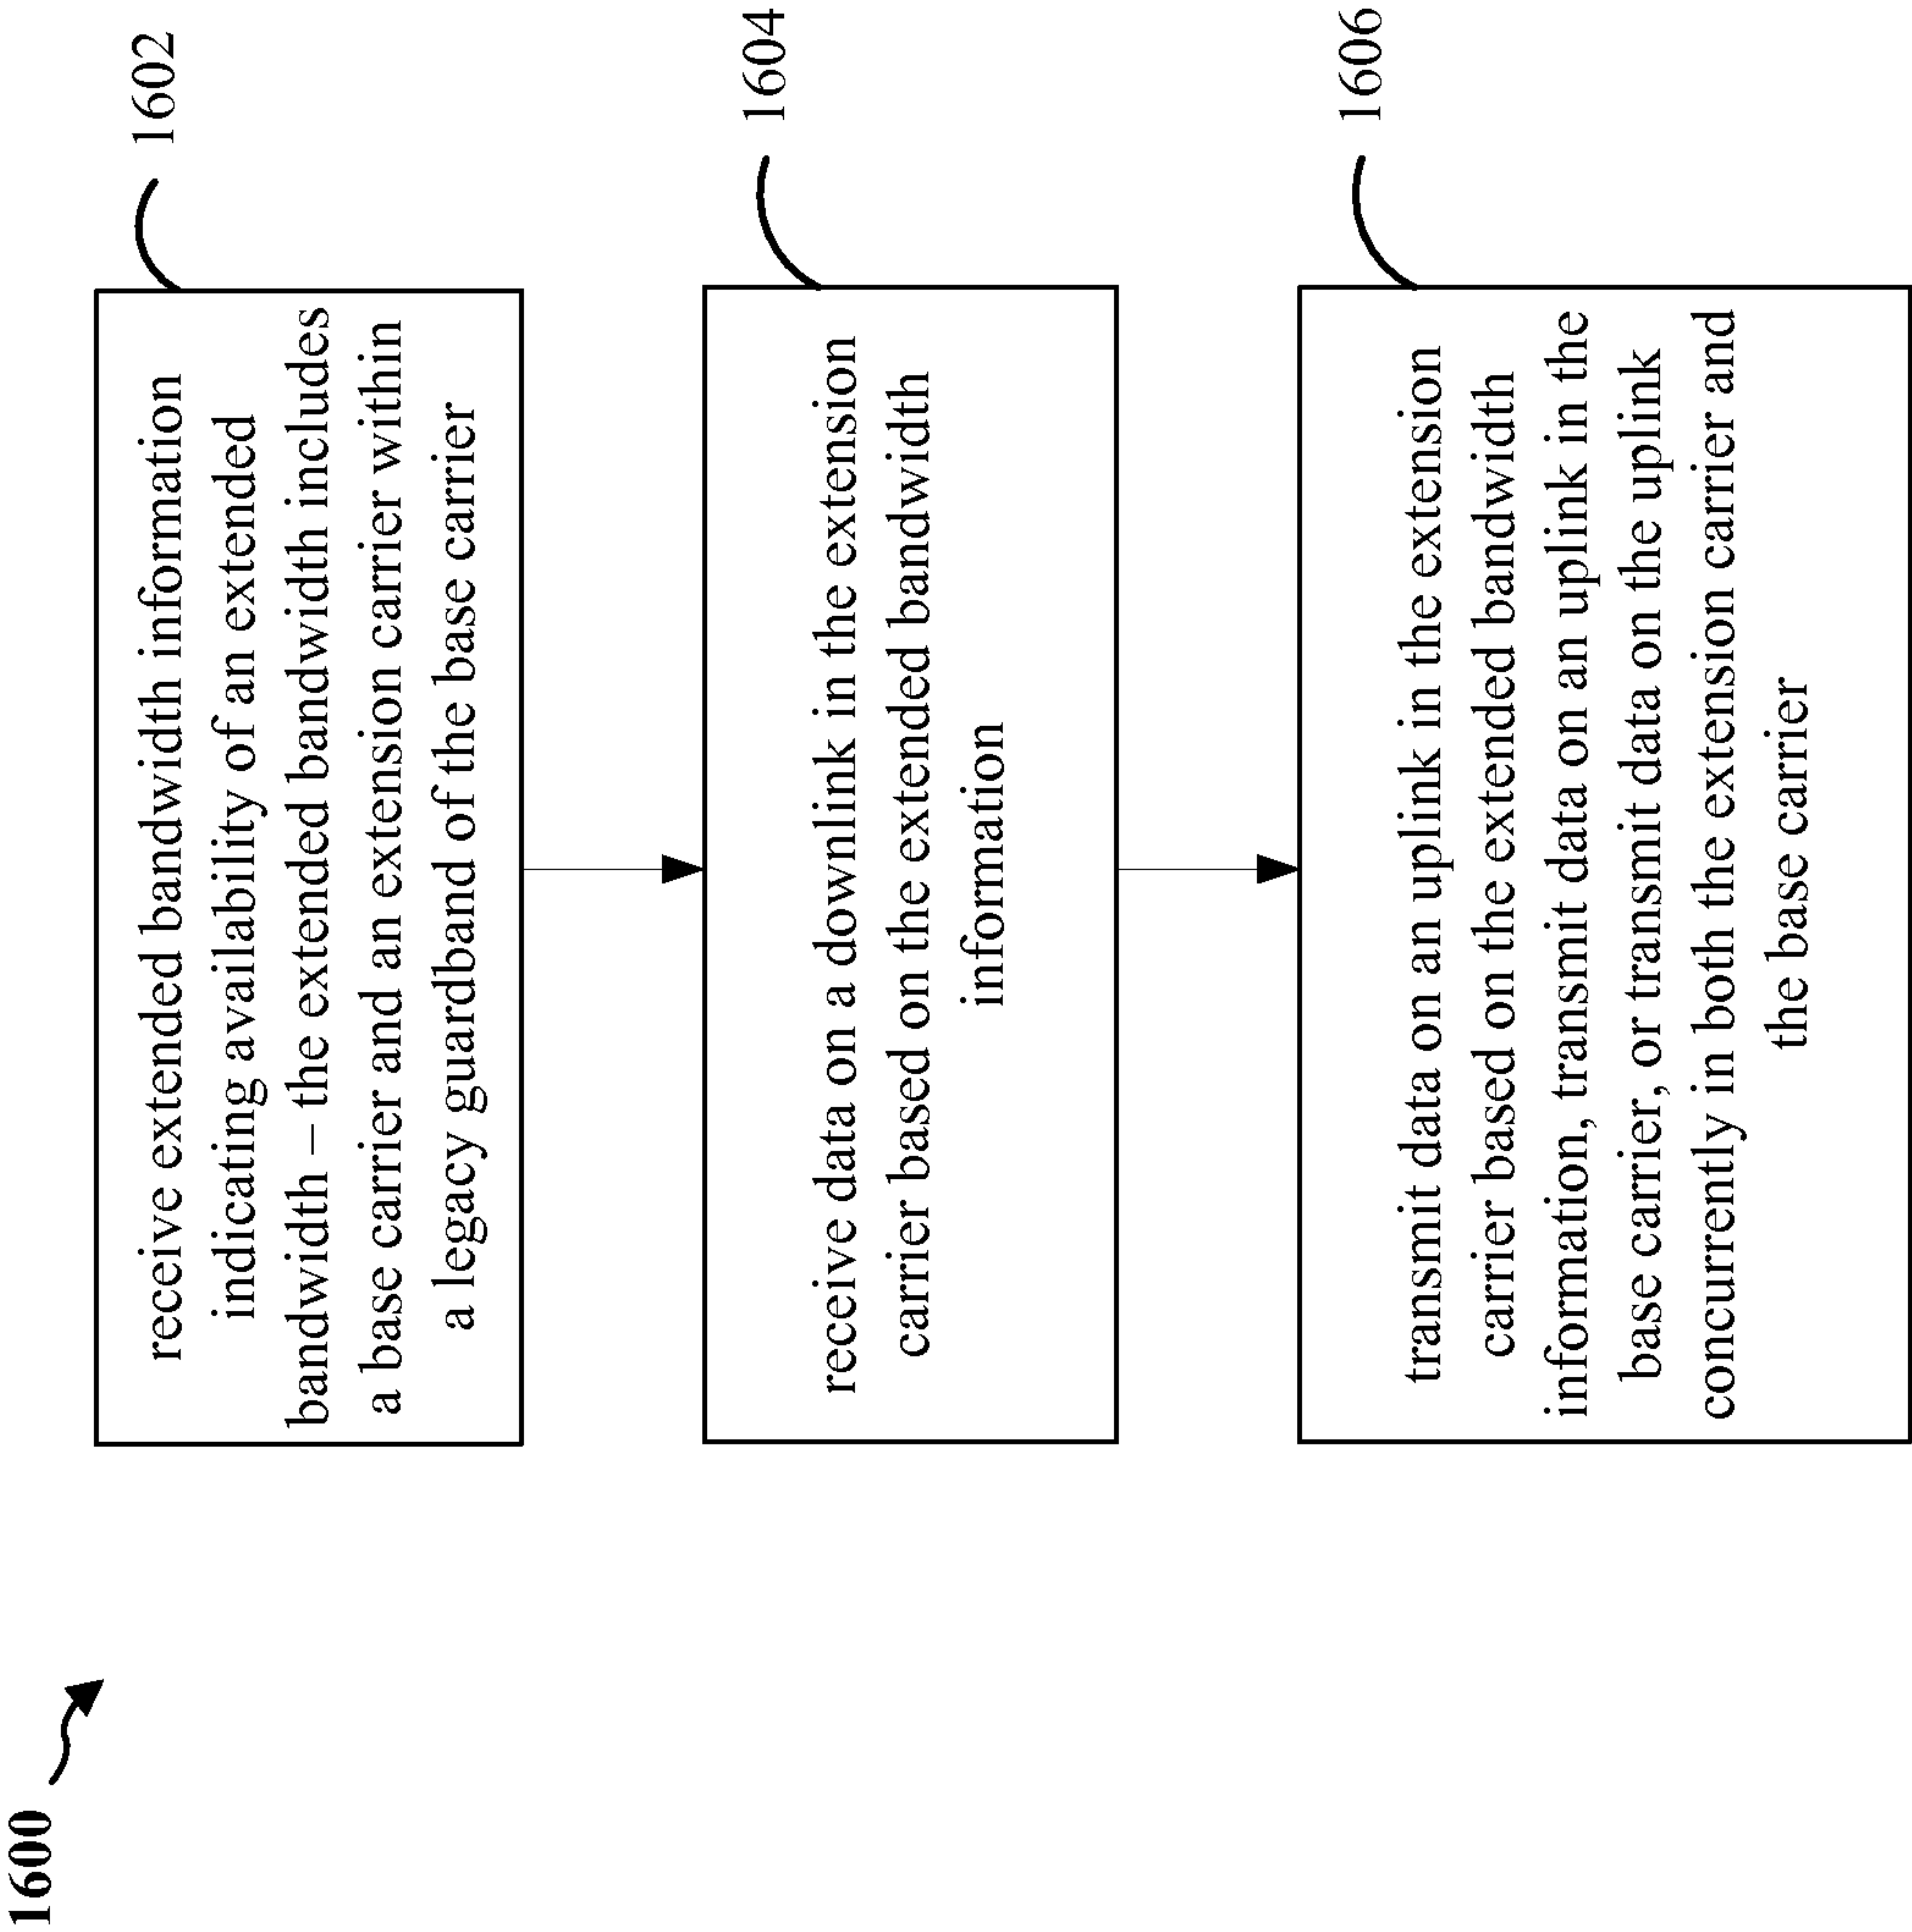 1600
1602
receive extended bandwidth information
indicating availability of an extended
bandwidth – the extended bandwidth includes
a base carrier and an extension carrier within
a legacy guardband of the base carrier
1604
receive data on a downlink in the extension
carrier based on the extended bandwidth
information
1606
transmit data on an uplink in the extension
carrier based on the extended bandwidth
information, transmit data on an uplink in the
base carrier, or transmit data on the uplink
concurrently in both the extension carrier and
the base carrier